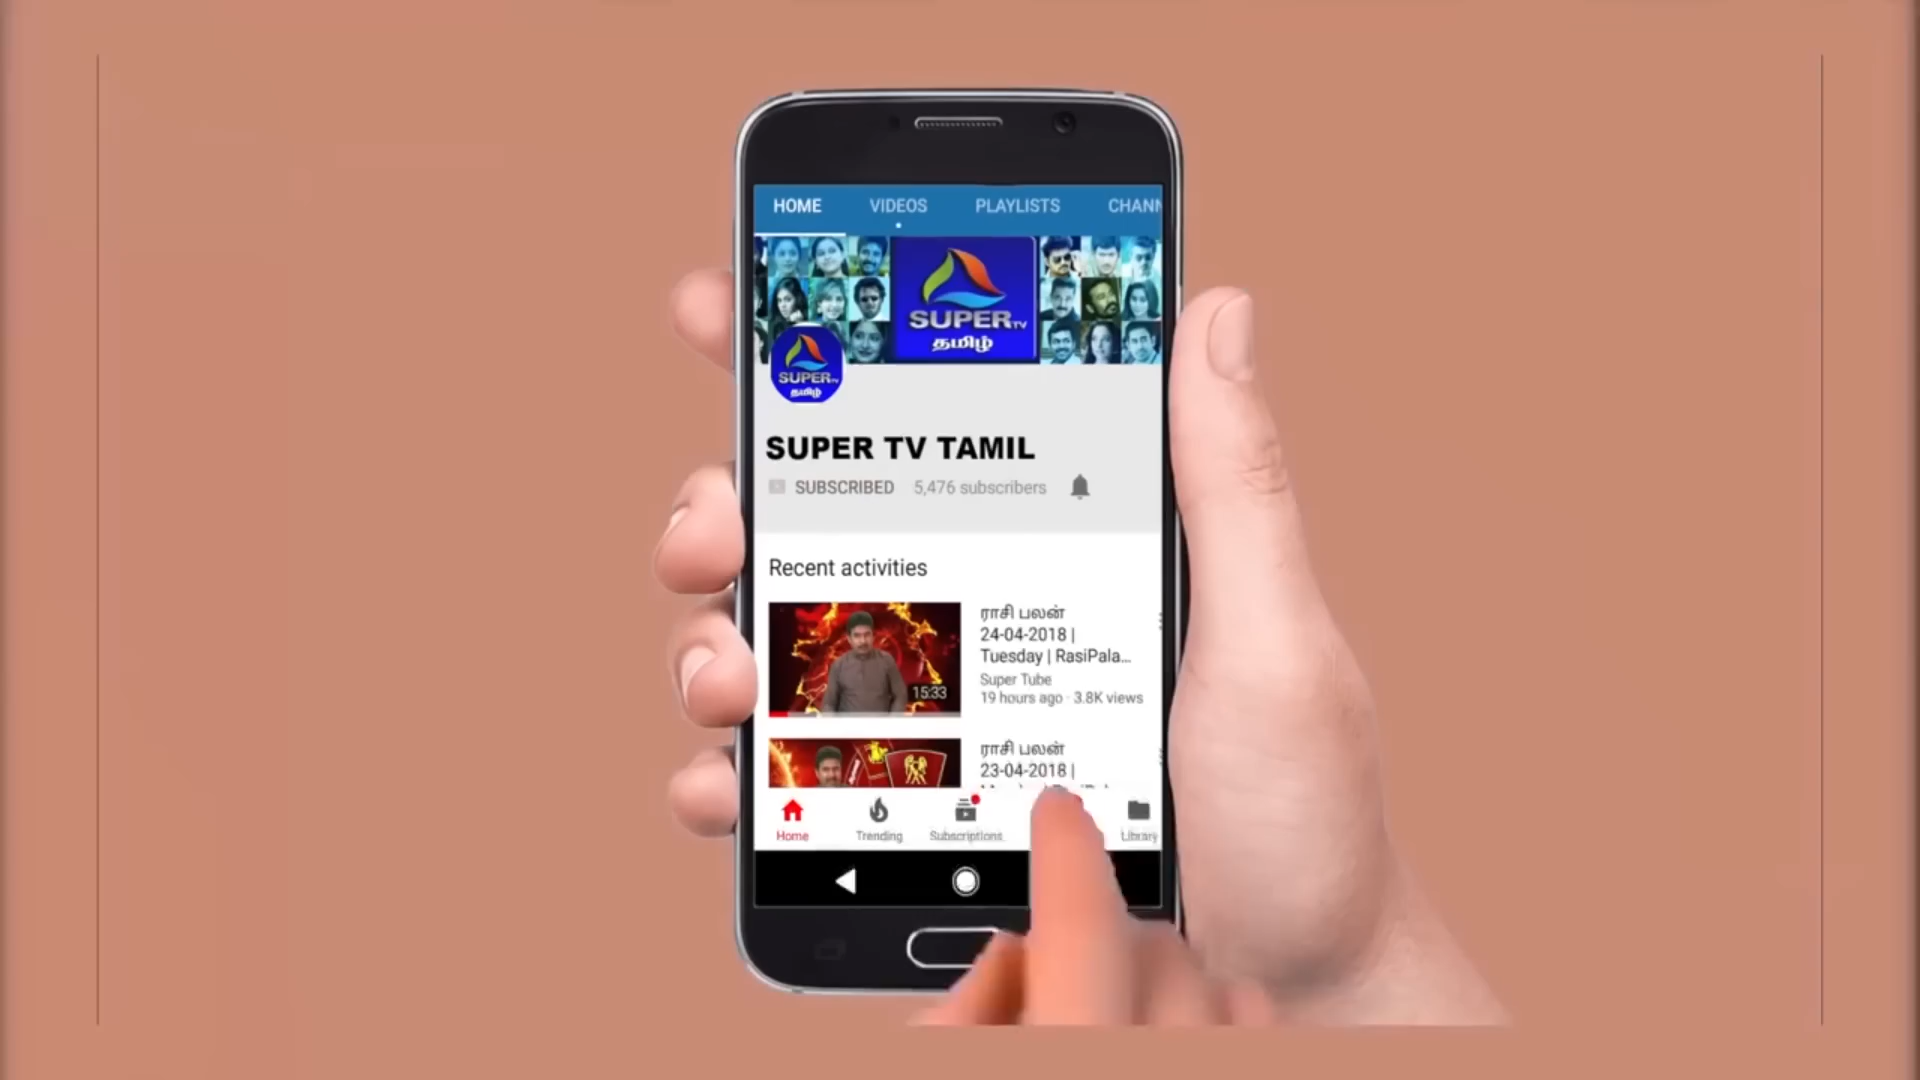 HOME VIDEOS PLAYLISTS CHANN
SUPER TV
தமிழ்
SUPER TV
தமிழ்
SUPER TV TAMIL
SUBSCRIBED 5,476 subscribers
Recent activities
ராசி பலன்
24-04-2018 |
Tuesday | RasiPala...
Super Tube
19 hours ago · 3.8K views
15:33
ராசி பலன்
23-04-2018 |
Home Trending Subscriptions Library